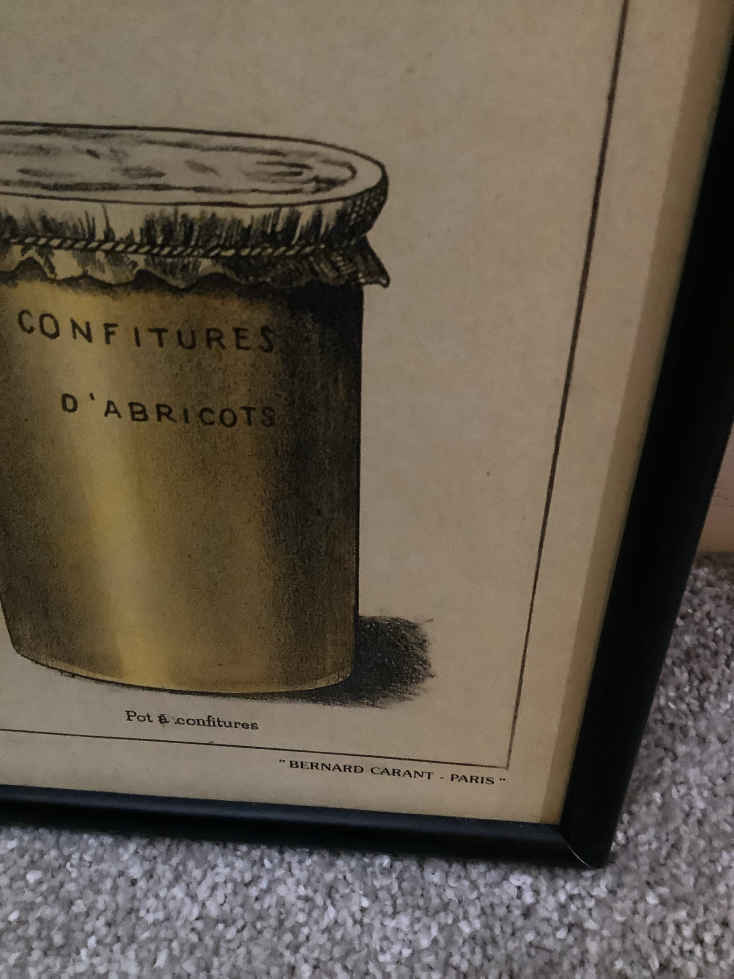 CONFITURES
D'ABRICOTS
Pot à confitures
"BERNARD CARANT - PARIS"